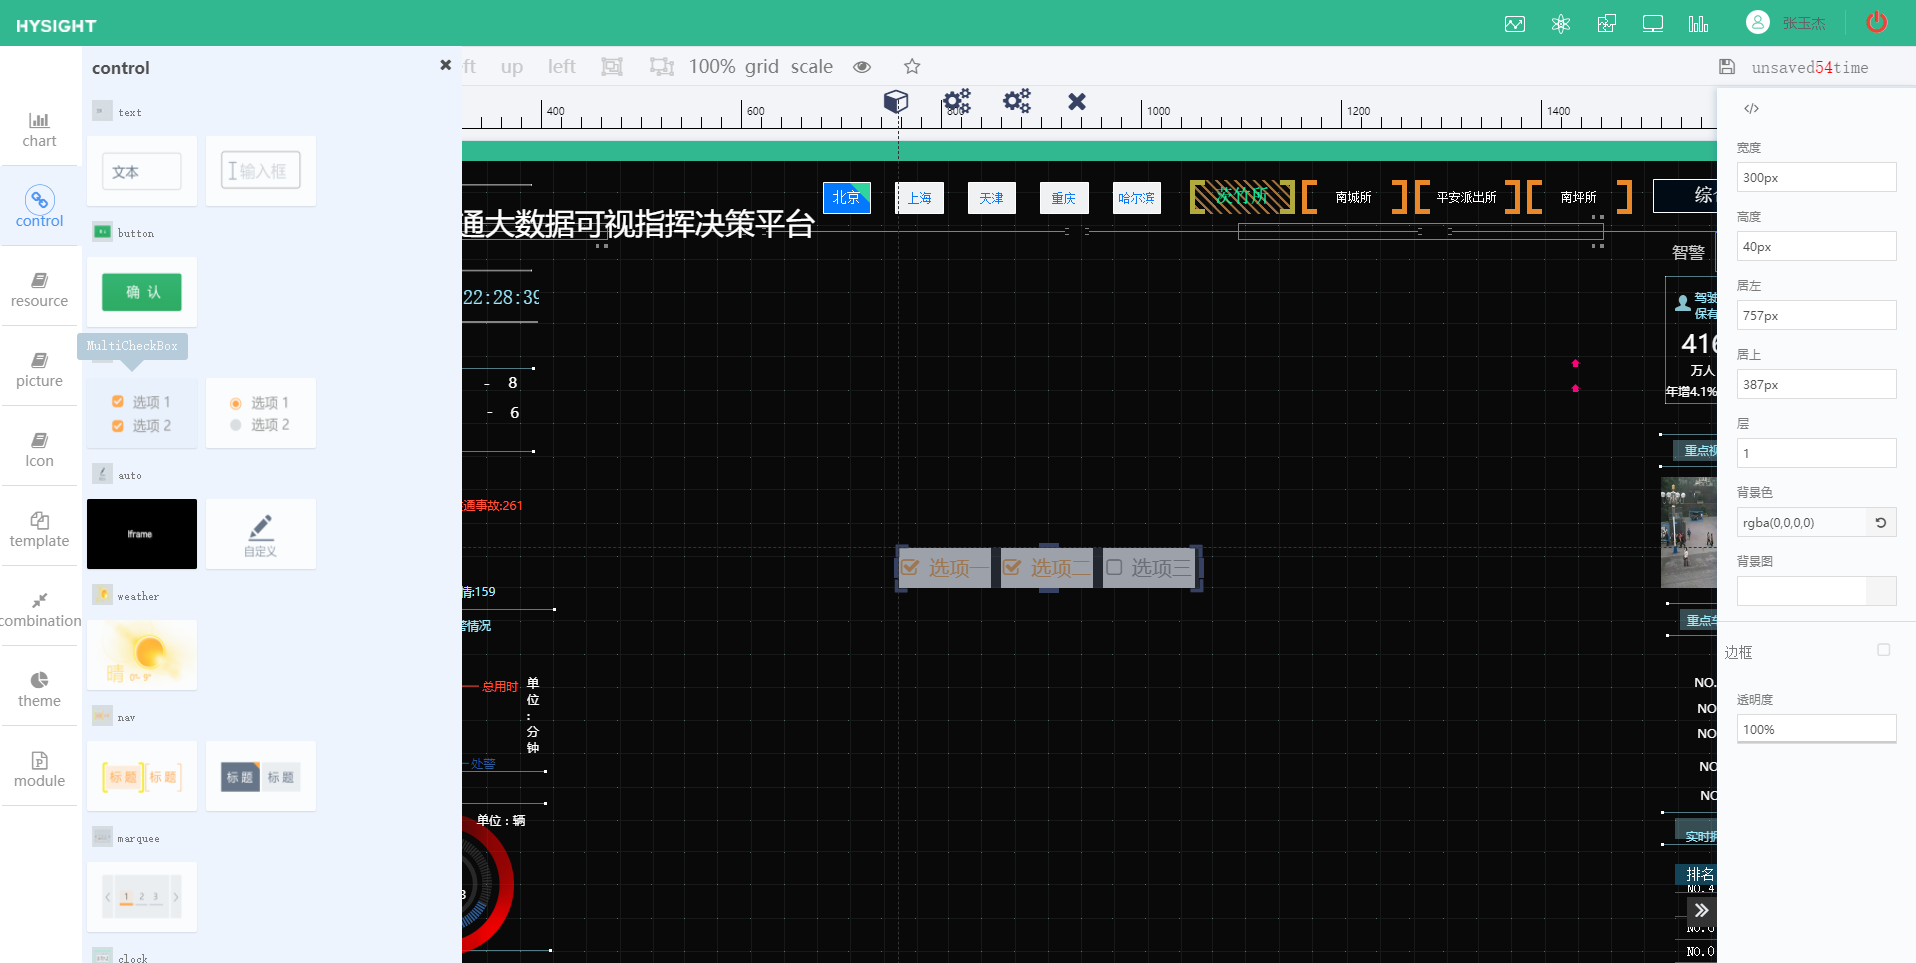 HYSIGHT
张玉杰
control
up
left
100%
grid
scale
unsaved54time
chart
control
resource
picture
Icon
template
combination
theme
module
text
文本
输入框
button
确 认
MultiCheckBox
选项 1
选项 2
选项 1
选项 2
auto
Iframe
自定义
weather
晴 0°- 9°
nav
标 题
标 题
标 题
标 题
marquee
1 2 3
clock
400
600
800
1000
1200
1400
通大数据可视指挥决策平台
北京
上海
天津
重庆
哈尔滨
茨竹所
南城所
平安派出所
南坪所
智警
22:28:39
- 8
- 6
通事故:261
情:159
警情况
总用时
单位:分钟
处警
单位 : 辆
选项一
选项二
选项三
驾驶
保有
416
万人
年增4.1%
重点
重点
NO.
NO
NO
NO
NO
实时
排名
NO.4
NO.0
NO.0
宽度
300px
高度
40px
居左
757px
居上
387px
层
1
背景色
rgba(0,0,0,0)
背景图
边框
透明度
100%